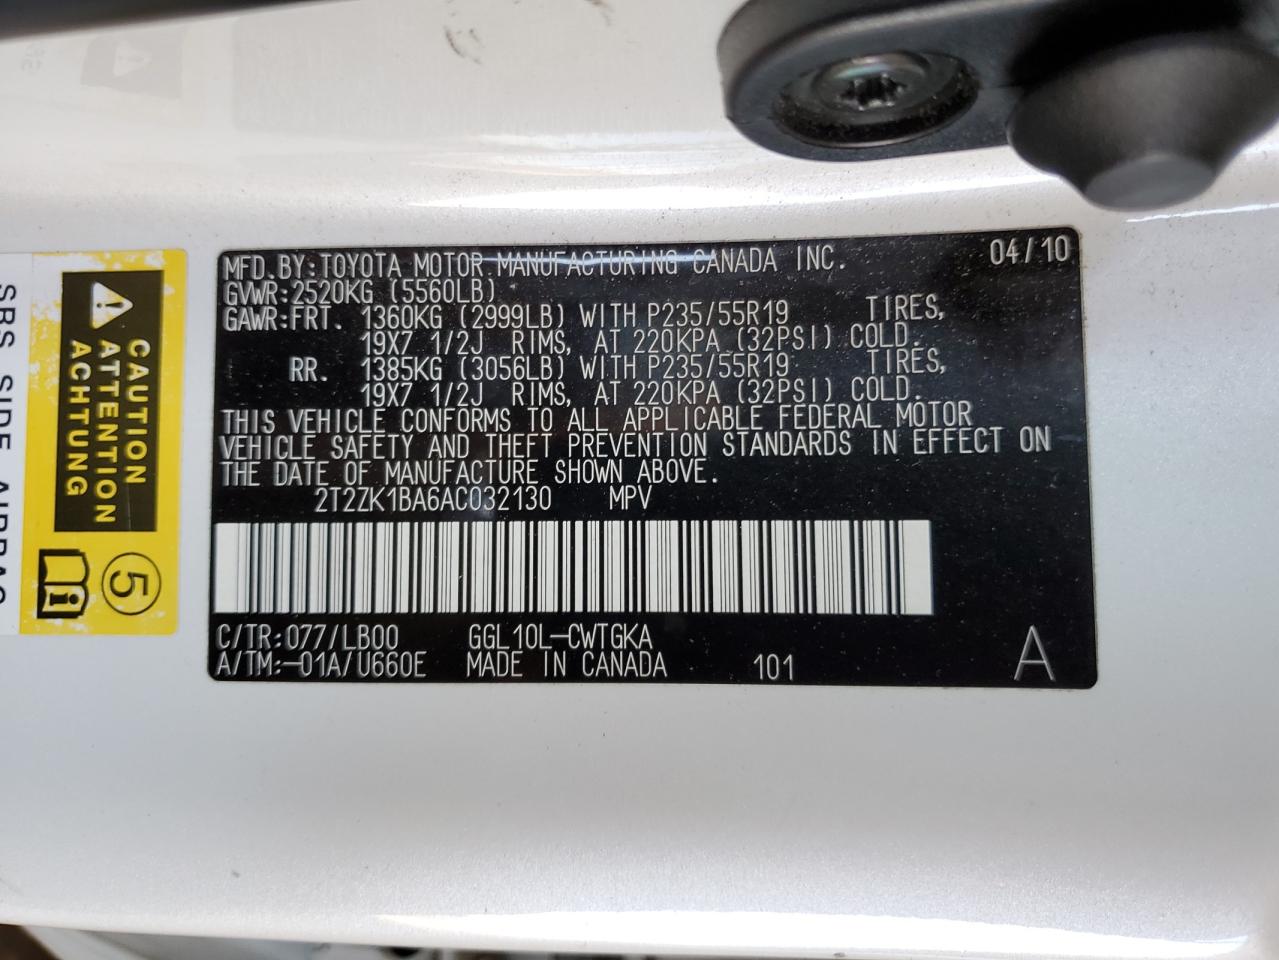 MFD.BY:TOYOTA MOTOR MANUFACTURING CANADA INC. 04/10
GVWR:2520KG (5560LB)
GAWR:FRT. 1360KG (2999LB) WITH P235/55R19 TIRES,
19X7 1/2J RIMS, AT 220KPA (32PSI) COLD.
RR. 1385KG (3056LB) WITH P235/55R19 TIRES,
19X7 1/2J RIMS, AT 220KPA (32PSI) COLD.
THIS VEHICLE CONFORMS TO ALL APPLICABLE FEDERAL MOTOR
VEHICLE SAFETY AND THEFT PREVENTION STANDARDS IN EFFECT ON
THE DATE OF MANUFACTURE SHOWN ABOVE.
2T2ZK1BA6AC032130 MPV
C/TR:077/LB00 GGL10L-CWTGKA
A/TM:-01A/U660E MADE IN CANADA 101 A
CAUTION
ATTENTION
ACHTUNG
5
i
SRS SIDE AIRBAG